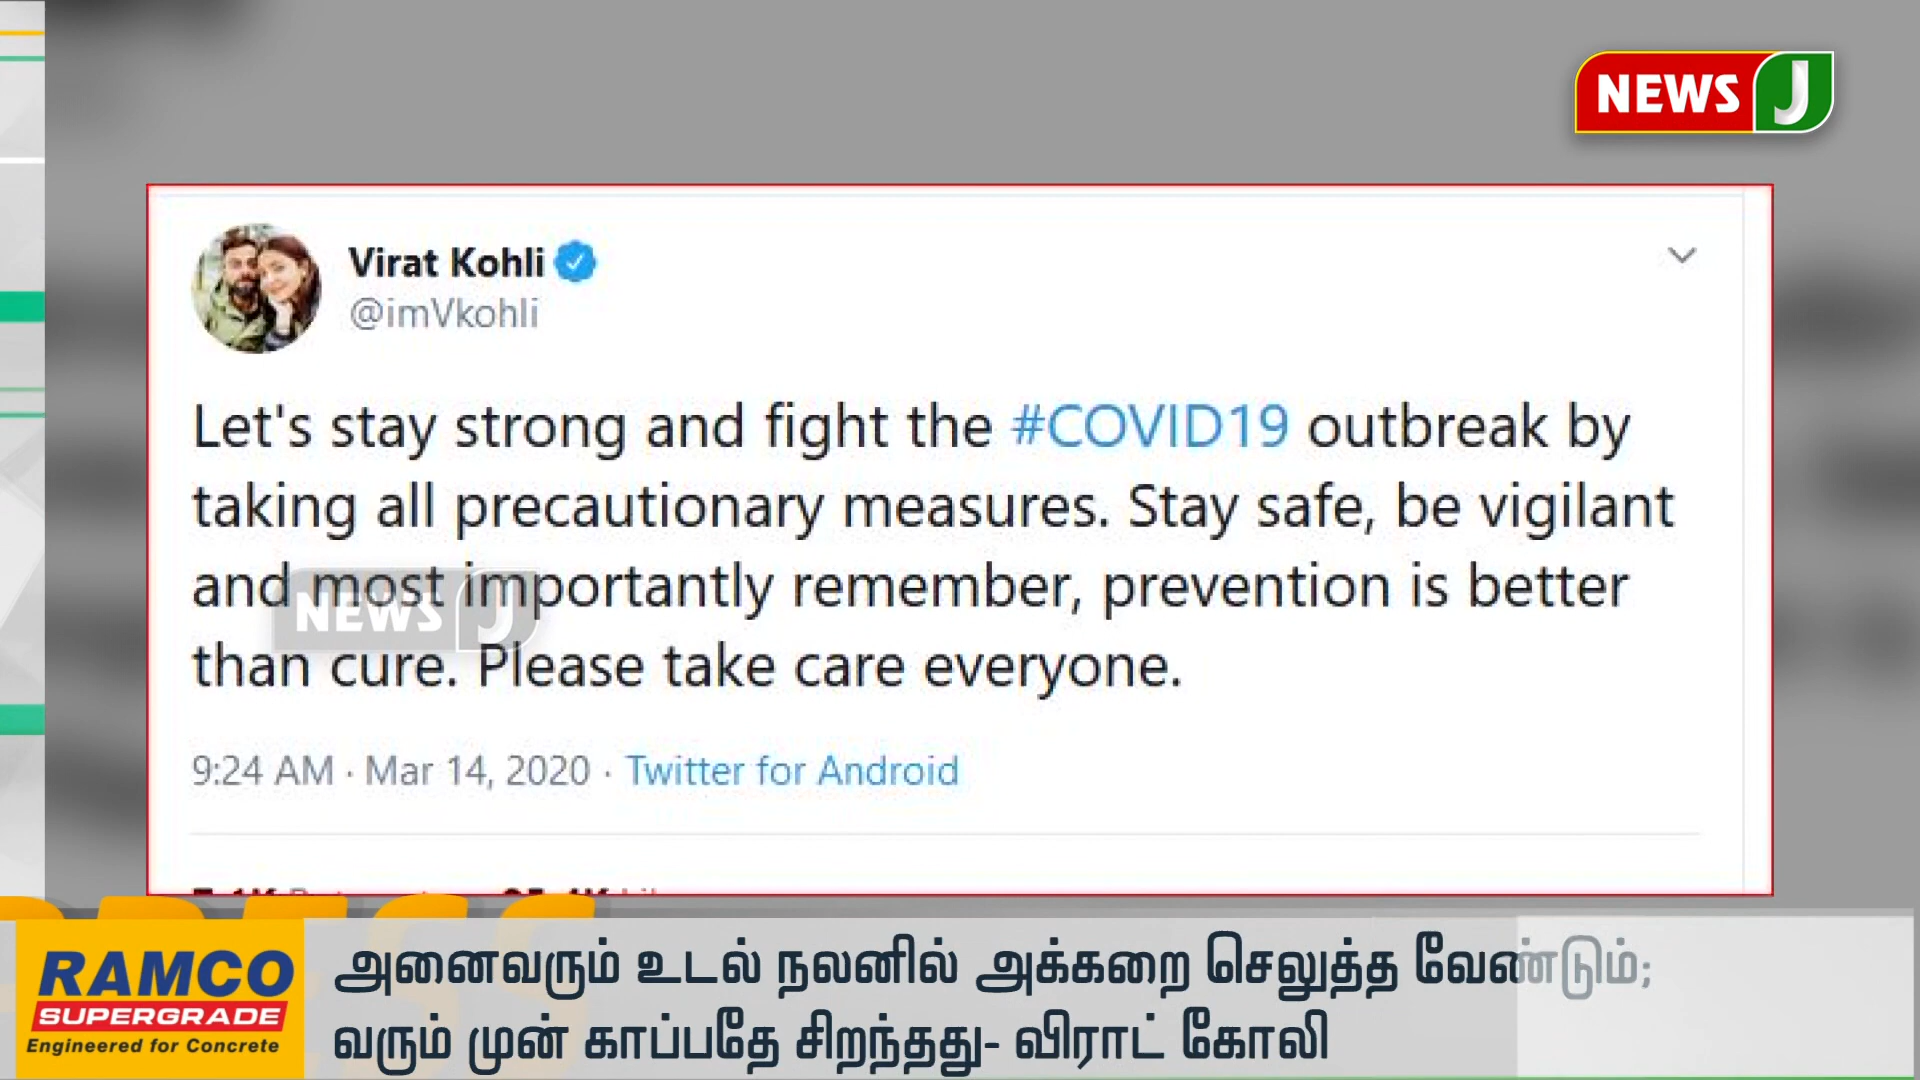 NEWS J
Virat Kohli
@imVkohli
Let's stay strong and fight the #COVID19 outbreak by
taking all precautionary measures. Stay safe, be vigilant
and most importantly remember, prevention is better
than cure. Please take care everyone.
NEWS J
9:24 AM · Mar 14, 2020 · Twitter for Android
RAMCO
SUPERGRADE
Engineered for Concrete
அனைவரும் உடல் நலனில் அக்கறை செலுத்த வேண்டும்;
வரும் முன் காப்பதே சிறந்தது- விராட் கோலி